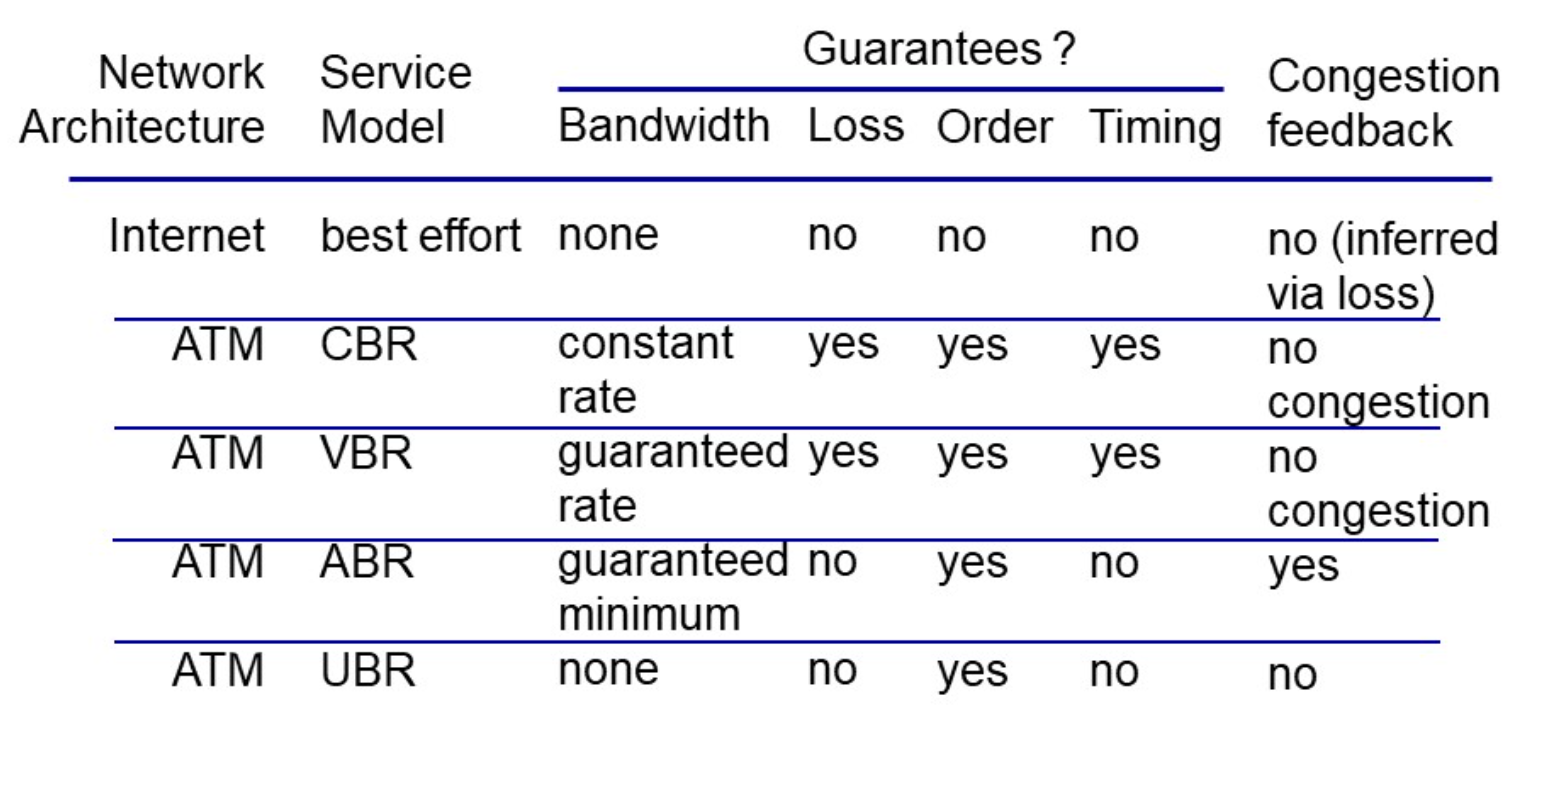 Guarantees ?
Network Service Congestion
Architecture Model Bandwidth Loss Order Timing feedback
Internet best effort none no no no no (inferred
via loss)
ATM CBR constant yes yes yes no
rate congestion
ATM VBR guaranteed yes yes yes no
rate congestion
ATM ABR guaranteed no yes no yes
minimum
ATM UBR none no yes no no